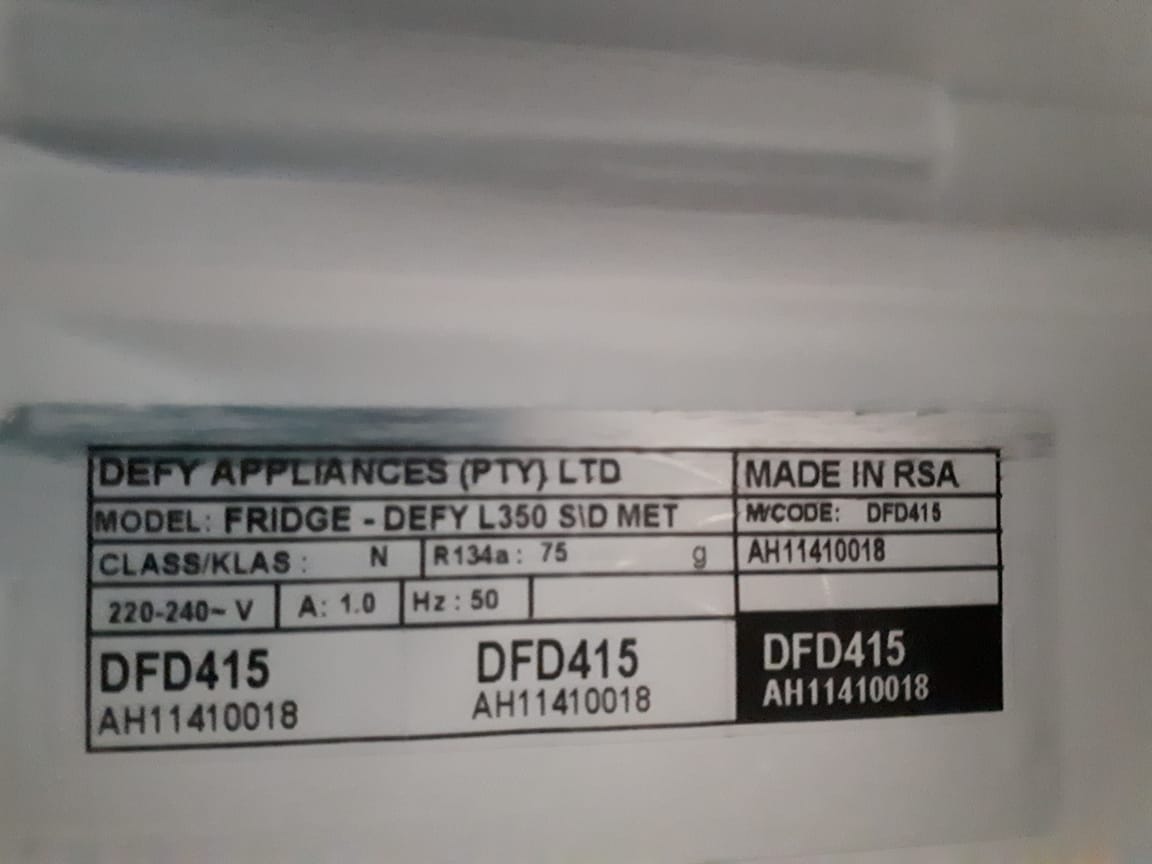 DEFY APPLIANCES (PTY) LTD
MADE IN RSA
MODEL: FRIDGE - DEFY L350 S\D MET
M/CODE: DFD415
CLASS/KLAS : N
R134a : 75 g
AH11410018
220-240~ V
A: 1.0
Hz : 50
DFD415
AH11410018
DFD415
AH11410018
DFD415
AH11410018